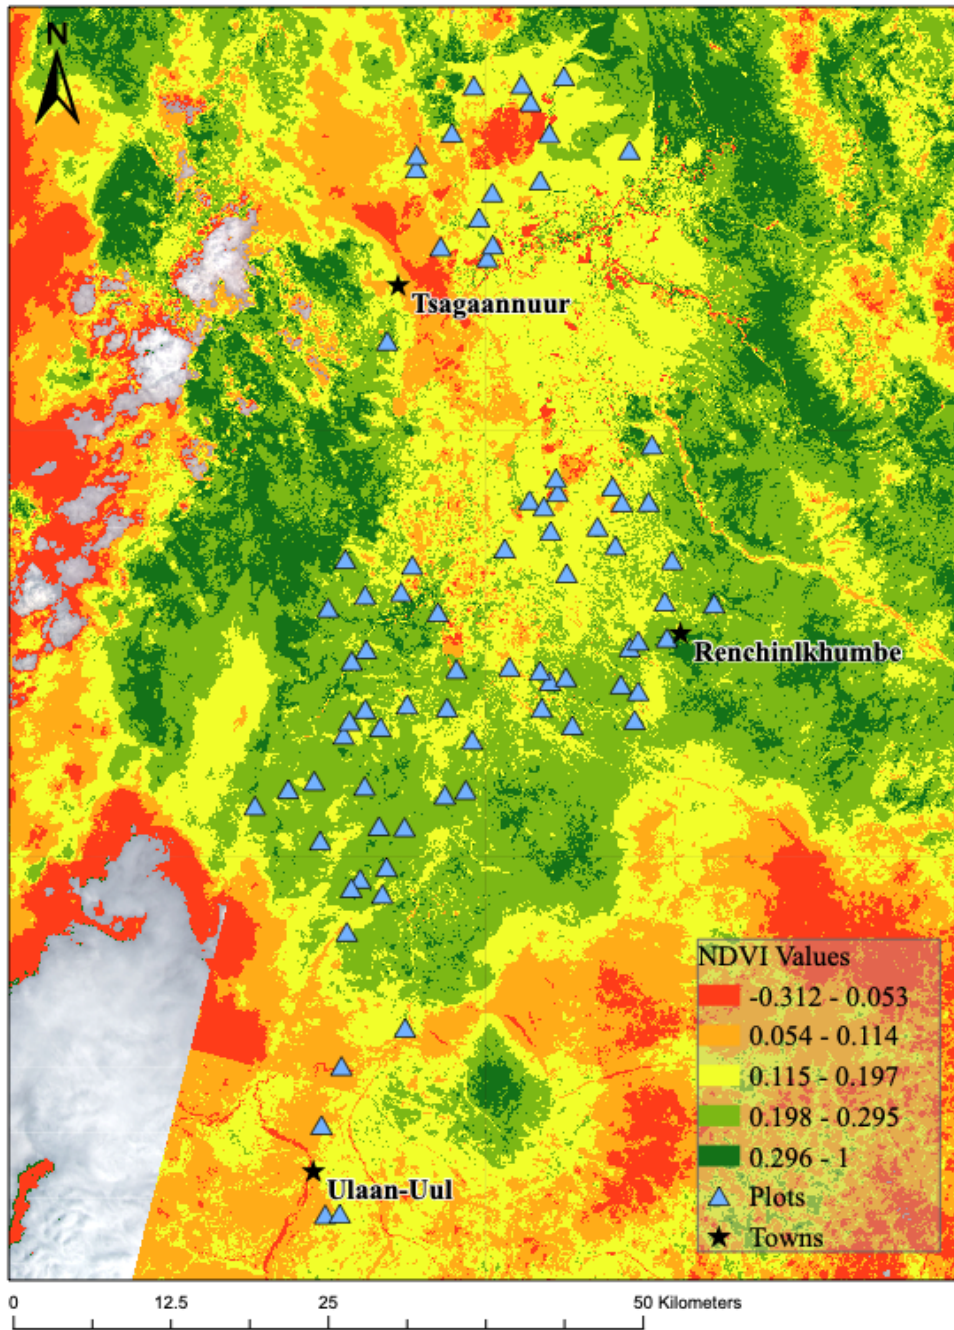 N
Tsagaannuur
Renchinlkhumbe
NDVI Values
-0.312 - 0.053
0.054 - 0.114
0.115 - 0.197
0.198 - 0.295
0.296 - 1
Plots
Towns
Ulaan-Uul
0 12.5 25 50 Kilometers